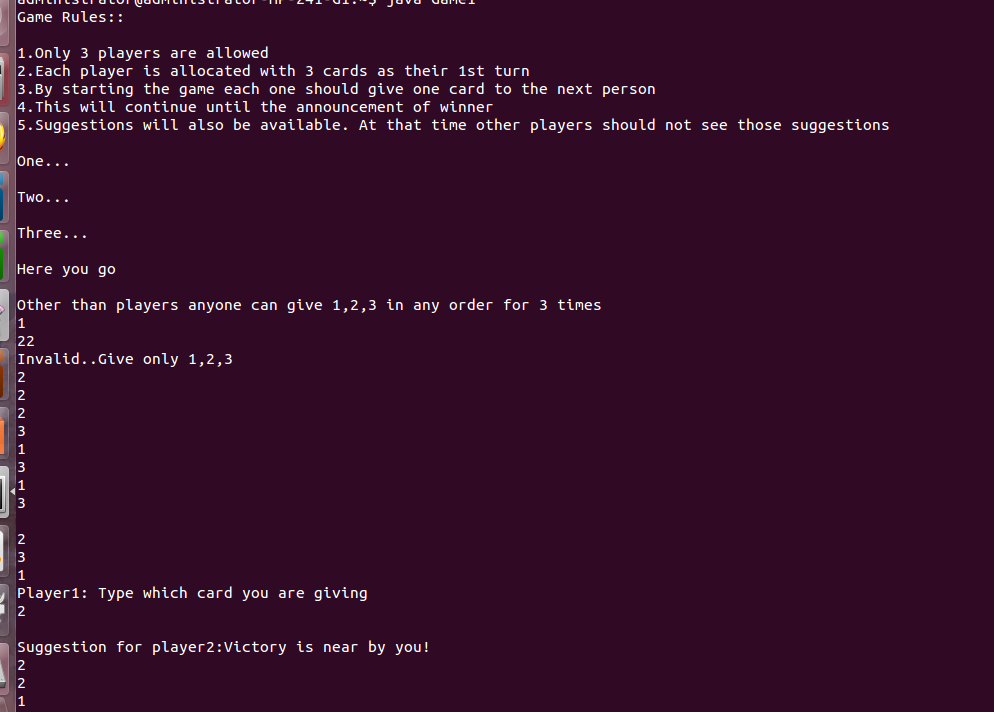 administrator@administrator-HP-241-G1:~$ java Game1
Game Rules::
1.Only 3 players are allowed
2.Each player is allocated with 3 cards as their 1st turn
3.By starting the game each one should give one card to the next person
4.This will continue until the announcement of winner
5.Suggestions will also be available. At that time other players should not see those suggestions
One...
Two...
Three...
Here you go
Other than players anyone can give 1,2,3 in any order for 3 times
1
22
Invalid..Give only 1,2,3
2
2
2
3
1
3
1
3
2
3
1
Player1: Type which card you are giving
2
Suggestion for player2:Victory is near by you!
2
2
1